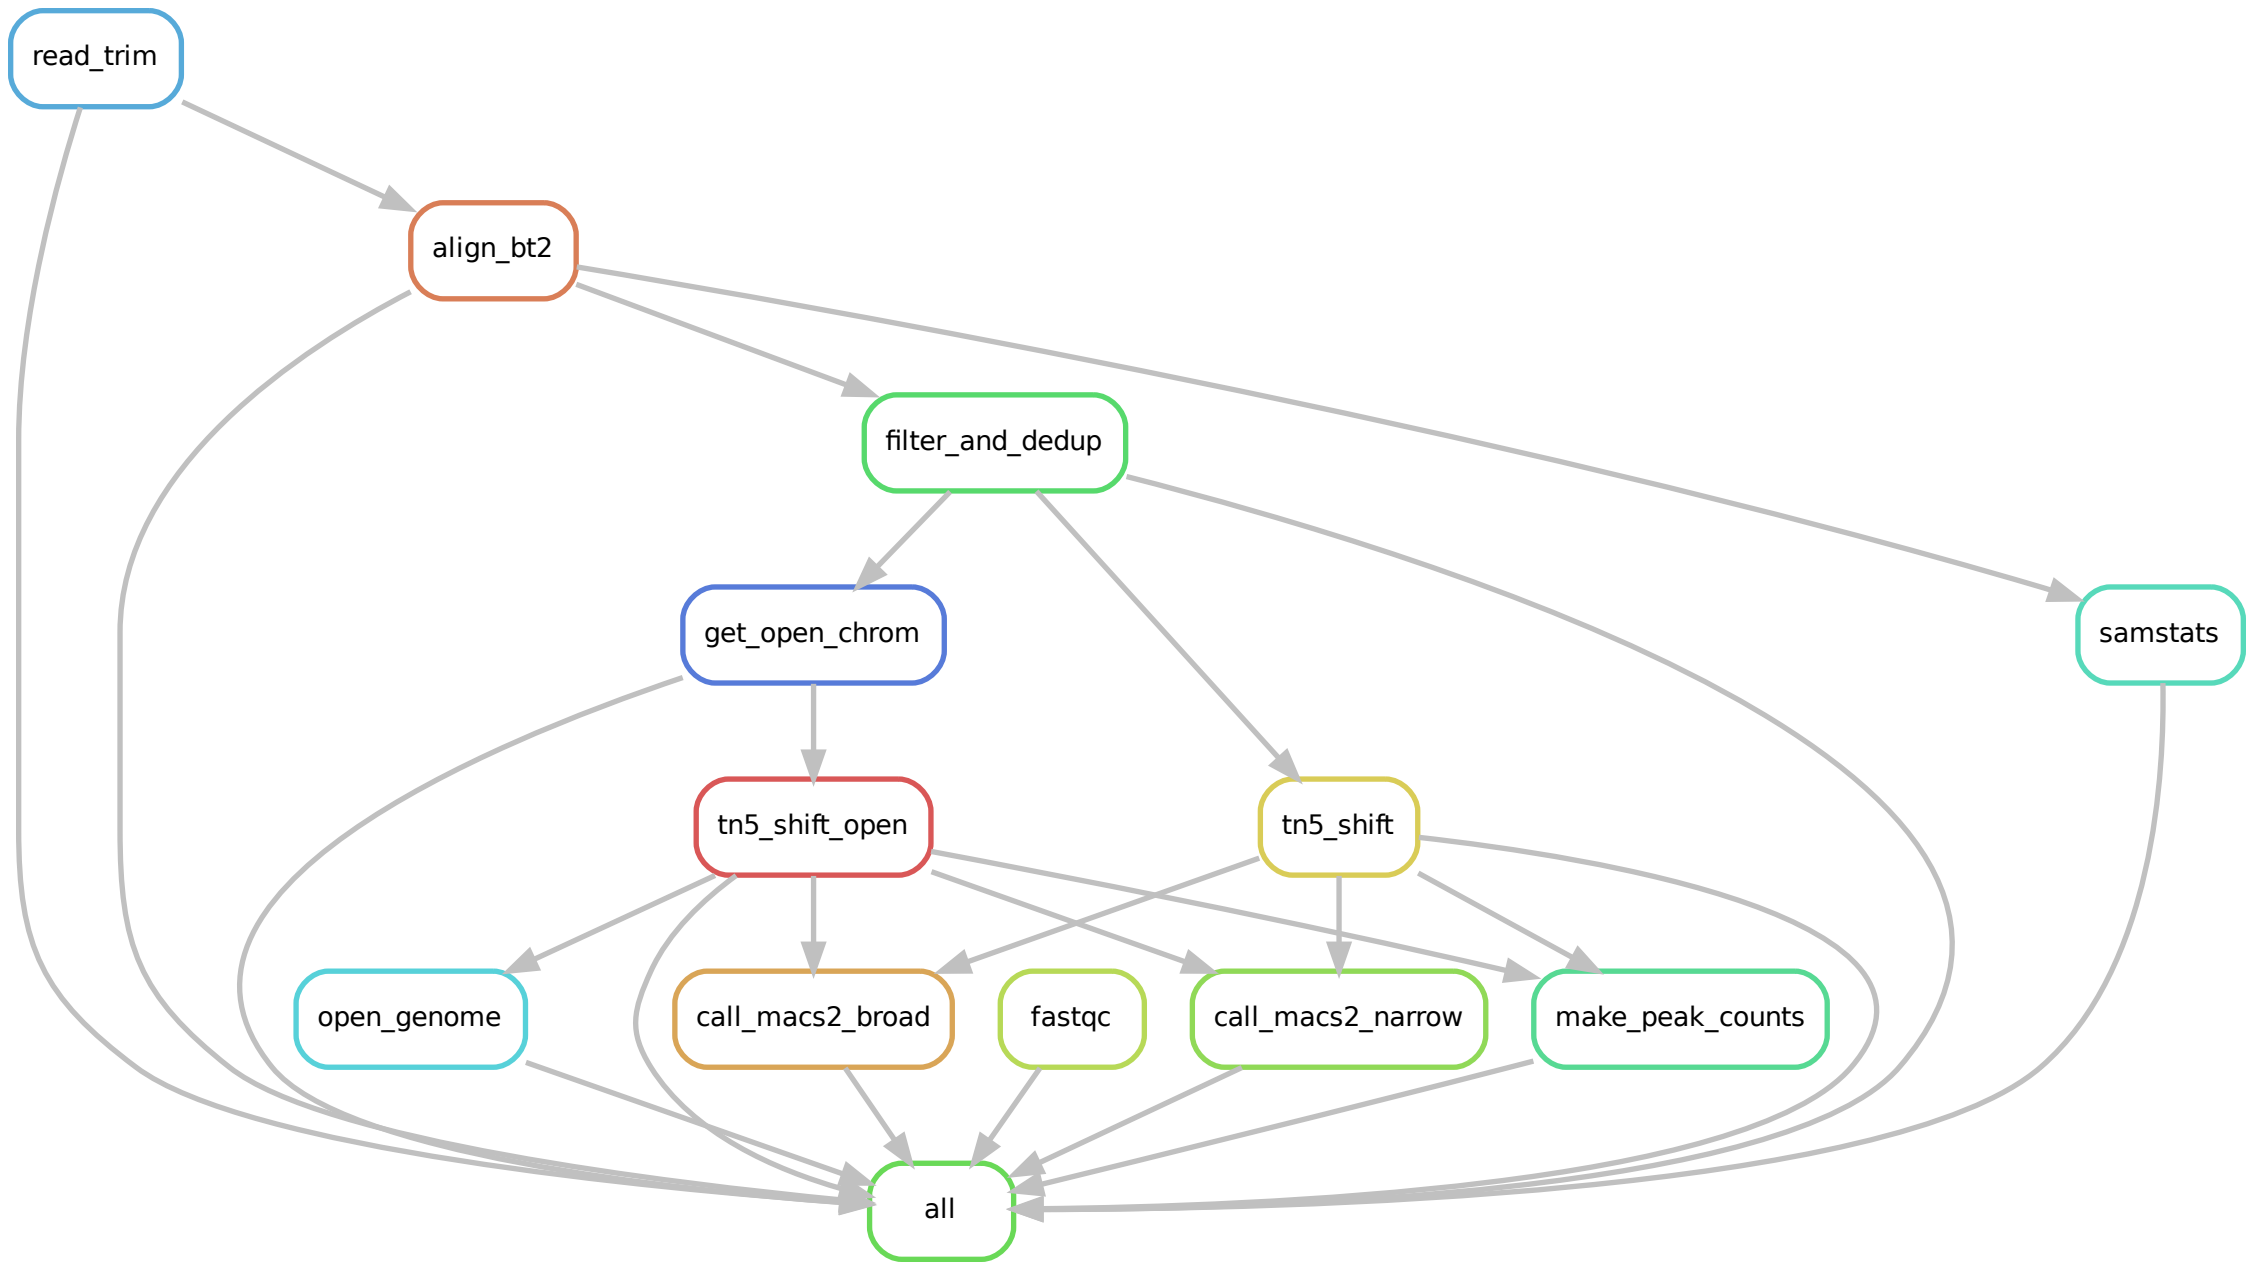 read_trim
align_bt2
filter_and_dedup
get_open_chrom
samstats
tn5_shift_open
tn5_shift
open_genome
call_macs2_broad
fastqc
call_macs2_narrow
make_peak_counts
all